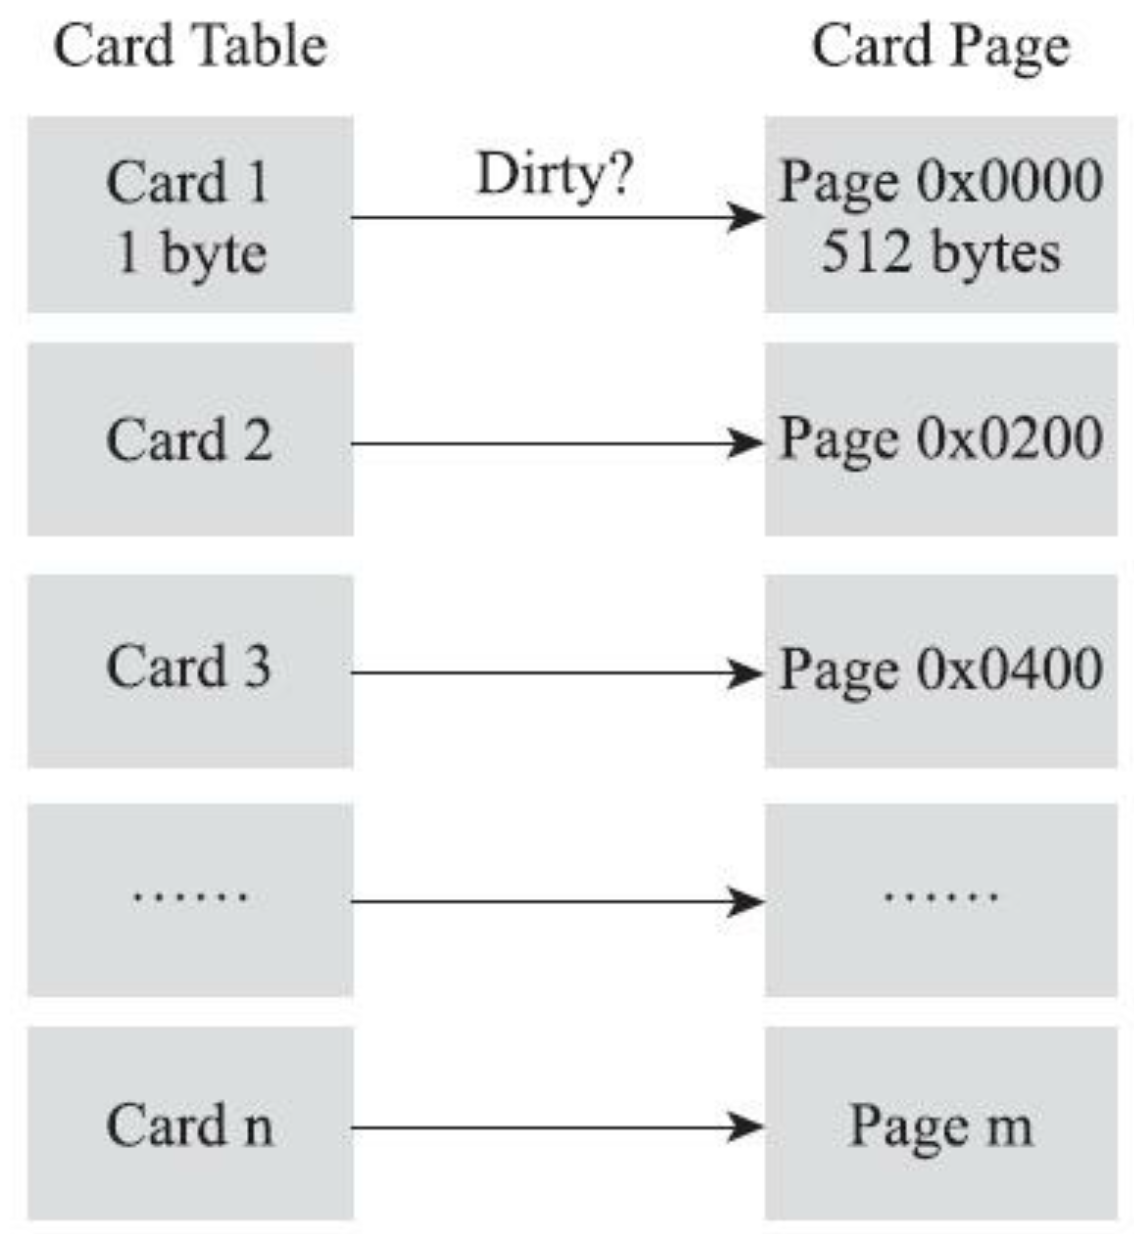 Card Table
Card Page
Card 1
1 byte
Dirty?
Page 0x0000
512 bytes
Card 2
Page 0x0200
Card 3
Page 0x0400
······
······
Card n
Page m